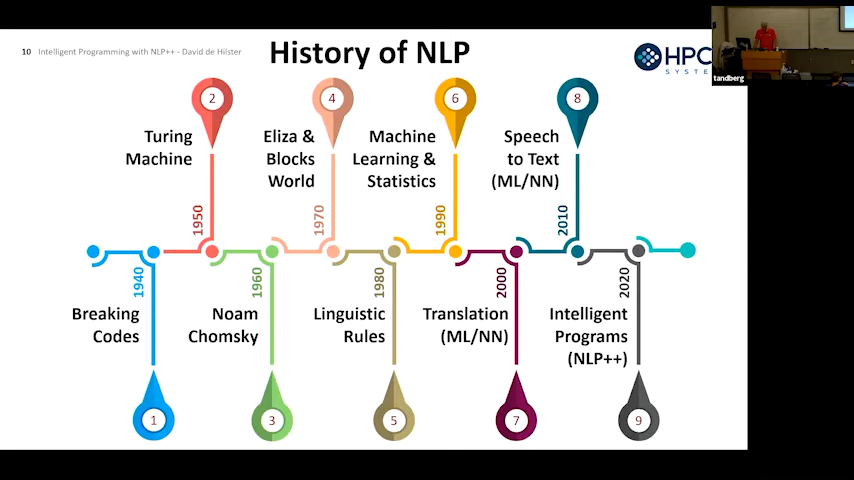 10 Intelligent Programming with NLP++ - David de Hilster
History of NLP
HPC
SYSTE
tandberg
2
4
6
8
Turing
Machine
Eliza &
Blocks
World
Machine
Learning &
Statistics
Speech
to Text
(ML/NN)
1950
1970
1990
2010
1940
1960
1980
2000
2020
Breaking
Codes
Noam
Chomsky
Linguistic
Rules
Translation
(ML/NN)
Intelligent
Programs
(NLP++)
1
3
5
7
9